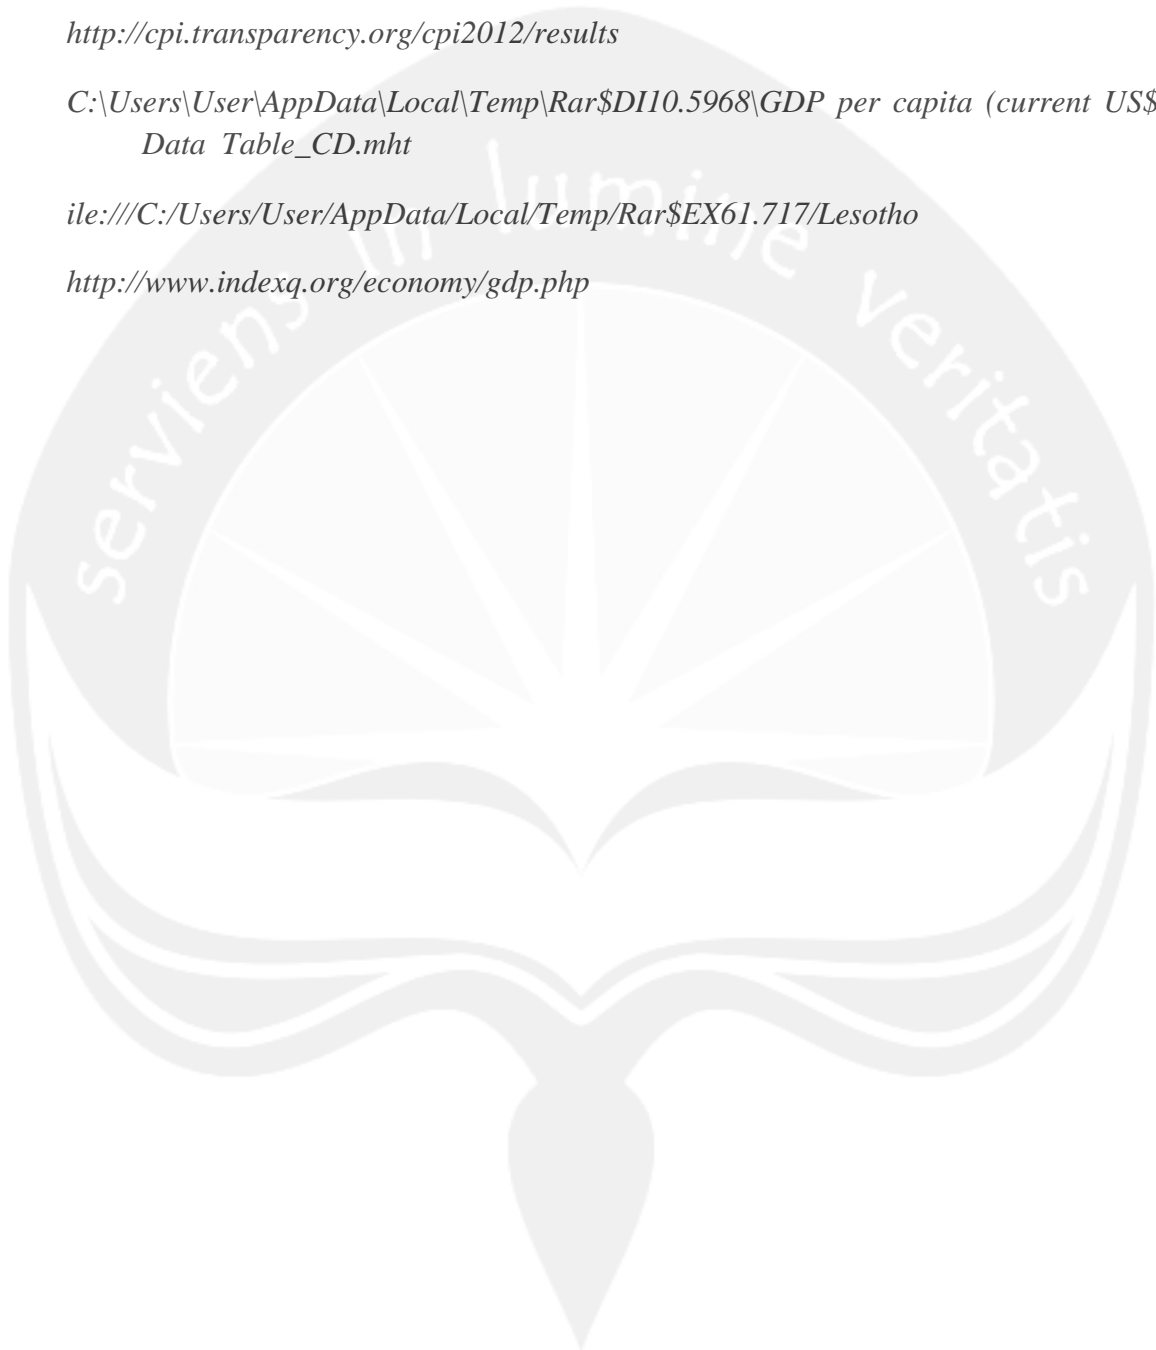 http://cpi.transparency.org/cpi2012/results
C:\Users\User\AppData\Local\Temp\Rar$DI10.5968\GDP per capita (current US$
Data Table_CD.mht
ile:///C:/Users/User/AppData/Local/Temp/Rar$EX61.717/Lesotho
http://www.indexq.org/economy/gdp.php
serviens in lumine veritatis